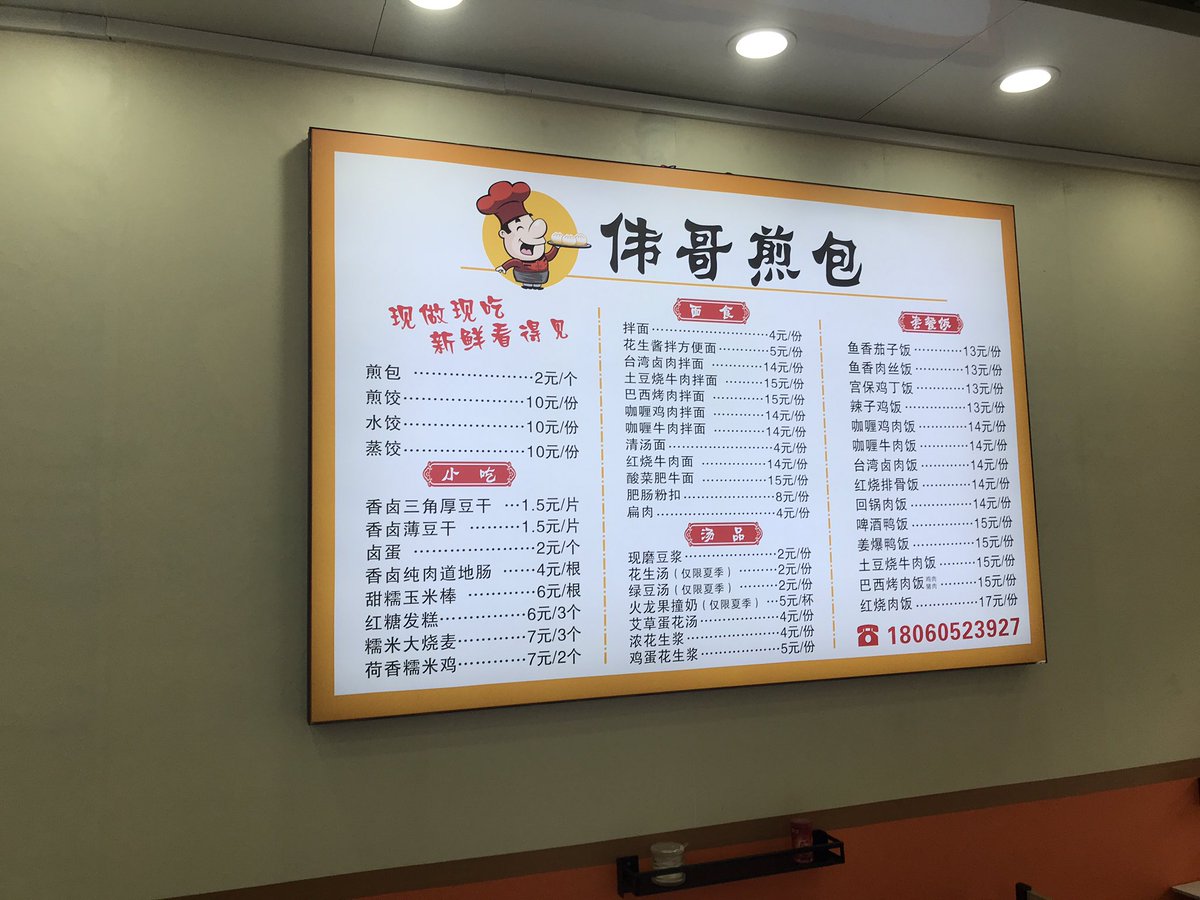 伟哥煎包
现做现吃
新鲜看得见
煎包 ……………………2元/个
煎饺……………………10元/份
水饺……………………10元/份
蒸饺……………………10元/份
小吃
香卤三角厚豆干 …1.5元/片
香卤薄豆干 ………1.5元/片
卤蛋 …………………2元/个
香卤纯肉道地肠 ……4元/根
甜糯玉米棒 …………6元/根
红糖发糕……………6元/3个
糯米大烧麦…………7元/3个
荷香糯米鸡…………7元/2个
面食
拌面…………………4元/份
花生酱拌方便面………5元/份
台湾卤肉拌面 ………14元/份
土豆烧牛肉拌面 ……15元/份
巴西烤肉拌面 ………15元/份
咖喱鸡肉拌面 ………14元/份
咖喱牛肉拌面 ………14元/份
清汤面…………………4元/份
红烧牛肉面 …………14元/份
酸菜肥牛面 …………15元/份
肥肠粉扣………………8元/份
扁肉……………………4元/份
汤品
现磨豆浆………………2元/份
花生汤（仅限夏季）……2元/份
绿豆汤（仅限夏季）……2元/份
火龙果撞奶（仅限夏季）…5元/杯
艾草蛋花汤……………4元/份
浓花生浆………………4元/份
鸡蛋花生浆……………5元/份
套餐饭
鱼香茄子饭…………13元/份
鱼香肉丝饭…………13元/份
宫保鸡丁饭…………13元/份
辣子鸡饭……………13元/份
咖喱鸡肉饭…………14元/份
咖喱牛肉饭…………14元/份
台湾卤肉饭…………14元/份
红烧排骨饭…………14元/份
回锅肉饭……………14元/份
啤酒鸭饭……………15元/份
姜爆鸭饭……………15元/份
土豆烧牛肉饭………15元/份
巴西烤肉饭 鸡肉 猪肉 ………15元/份
红烧肉饭……………17元/份
☎ 18060523927